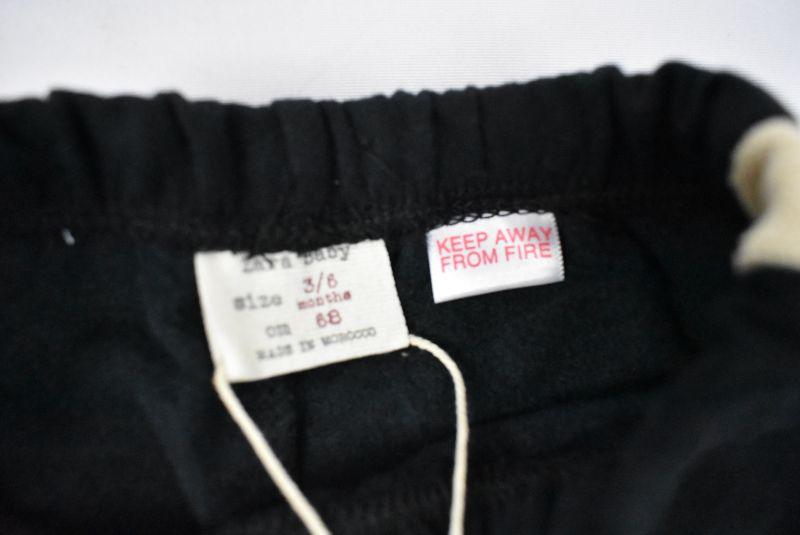 Zara Baby
size 3/6
months
cm 68
MADE IN MOROCCO
KEEP AWAY
FROM FIRE